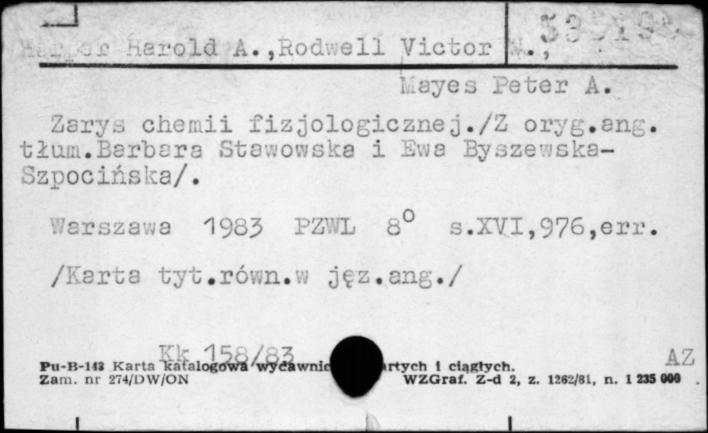 Harper Harold A.,Rodwell Victor W.,
Mayes Peter A.
Zarys chemii fizjologicznej./Z oryg.ang.
tłum.Barbara Stawowska i Ewa Byszewska-
Szpocińska/.
Warszawa 1983 PZWL 8° s.XVI,976,err.
/Karta tyt.równ.w jęz.ang./
Kk 158/83
AZ
Pu-B-143 Karta katalogowa wydawnic rtych i ciągłych.
Zam. nr 274/DW/ON WZGraf. Z-d 2, z. 1262/81, n. 1 235 000